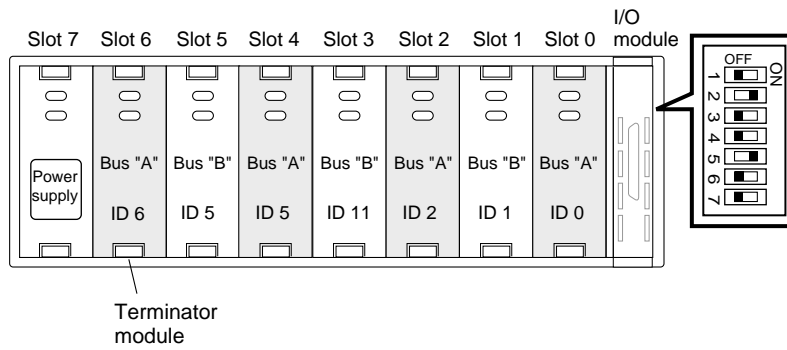 I/O
module
Slot 7 Slot 6 Slot 5 Slot 4 Slot 3 Slot 2 Slot 1 Slot 0
OFF
ON
1
2
3
4
5
6
7
Power
supply
Bus "A" Bus "B" Bus "A" Bus "B" Bus "A" Bus "B" Bus "A"
ID 6 ID 5 ID 5 ID 11 ID 2 ID 1 ID 0
Terminator
module